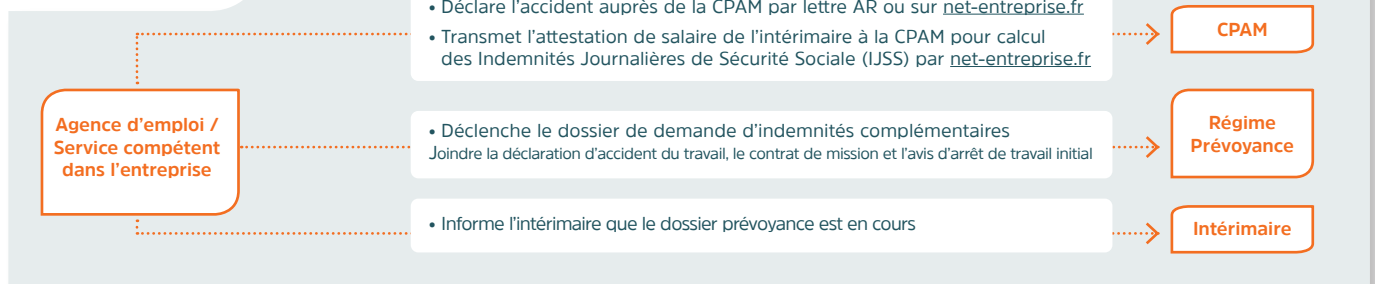 • Déclare l'accident auprès de la CPAM par lettre AR ou sur net-entreprise.fr
• Transmet l'attestation de salaire de l'intérimaire à la CPAM pour calcul
des Indemnités Journalières de Sécurité Sociale (IJSS) par net-entreprise.fr
CPAM
Agence d'emploi /
Service compétent
dans l'entreprise
• Déclenche le dossier de demande d'indemnités complémentaires
Joindre la déclaration d'accident du travail, le contrat de mission et l'avis d'arrêt de travail initial
Régime
Prévoyance
• Informe l'intérimaire que le dossier prévoyance est en cours
Intérimaire